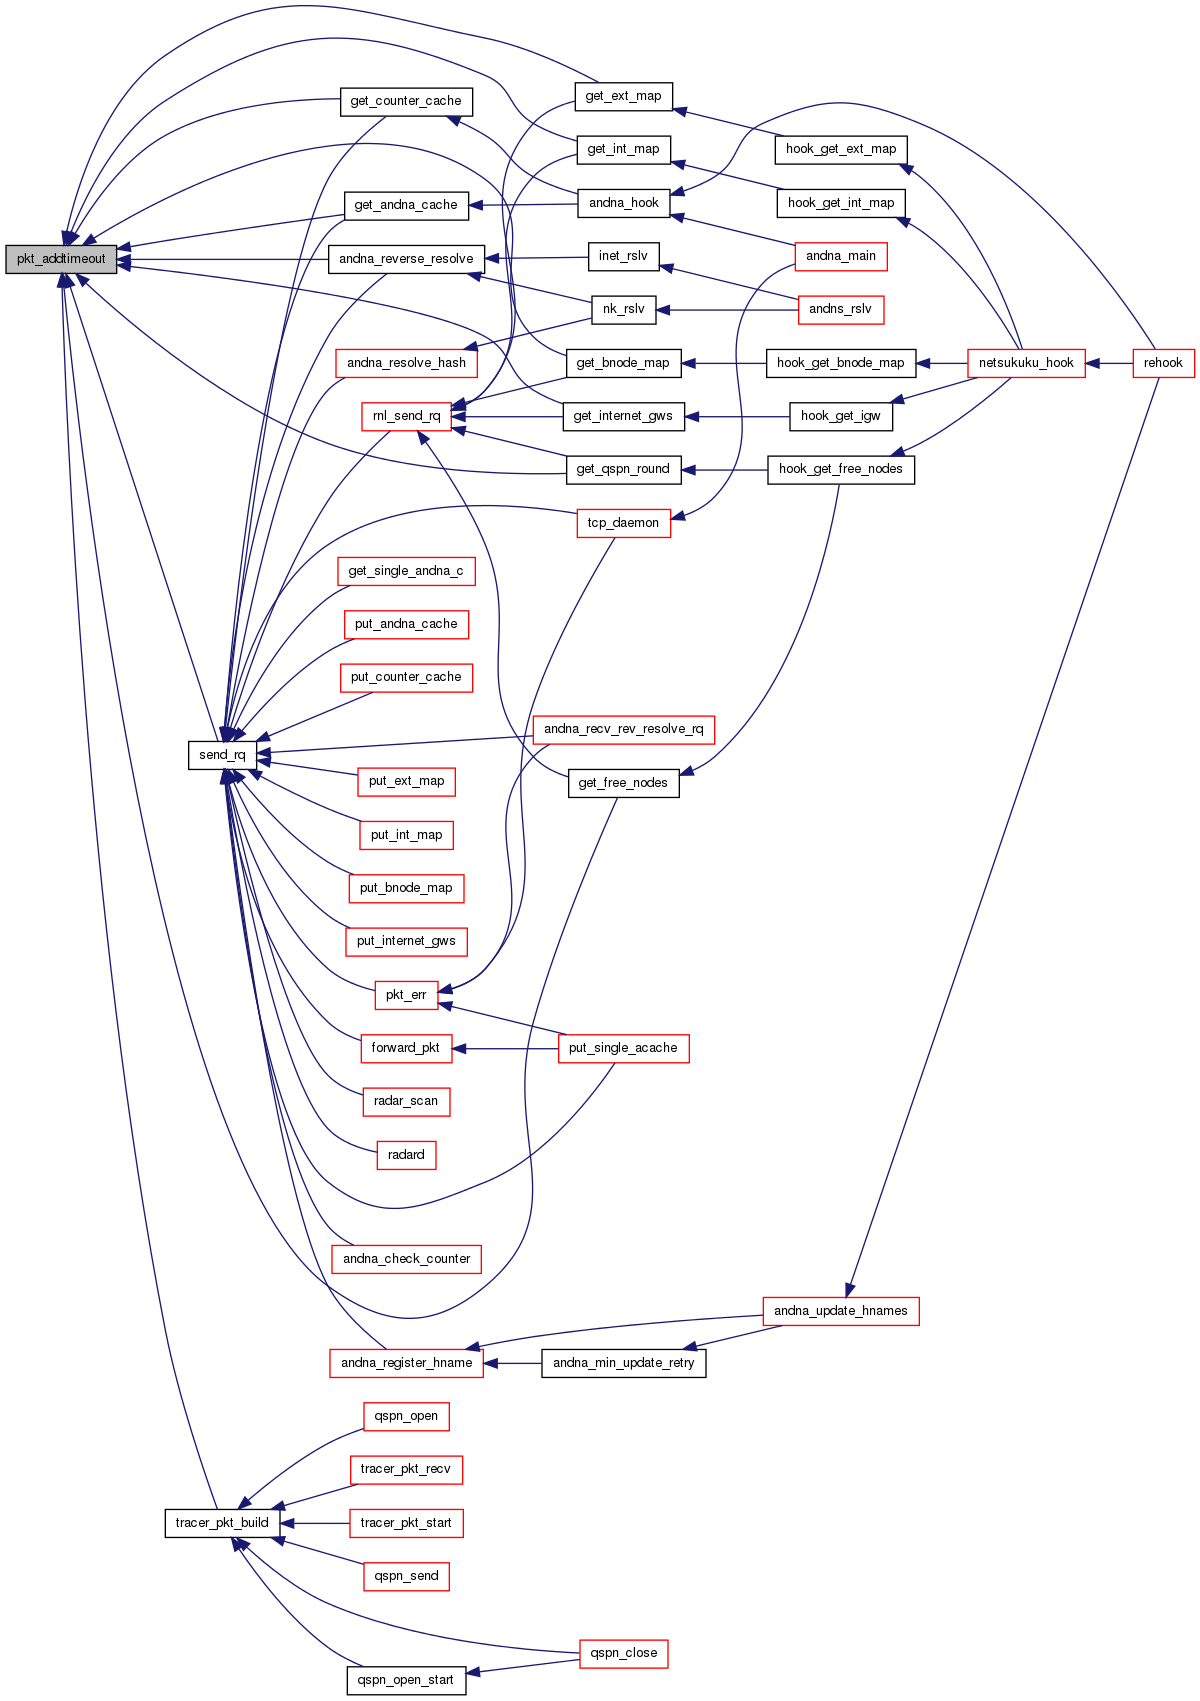 get_ext_map
get_counter_cache
get_int_map
hook_get_ext_map
get_andna_cache
andna_hook
hook_get_int_map
pkt_addtimeout
andna_reverse_resolve
inet_rslv
andna_main
nk_rslv
andns_rslv
andna_resolve_hash
get_bnode_map
hook_get_bnode_map
netsukuku_hook
rehook
rnl_send_rq
get_internet_gws
hook_get_igw
get_qspn_round
hook_get_free_nodes
tcp_daemon
get_single_andna_c
put_andna_cache
put_counter_cache
andna_recv_rev_resolve_rq
send_rq
put_ext_map
get_free_nodes
put_int_map
put_bnode_map
put_internet_gws
pkt_err
forward_pkt
put_single_acache
radar_scan
radard
andna_check_counter
andna_update_hnames
andna_register_hname
andna_min_update_retry
qspn_open
tracer_pkt_recv
tracer_pkt_build
tracer_pkt_start
qspn_send
qspn_close
qspn_open_start